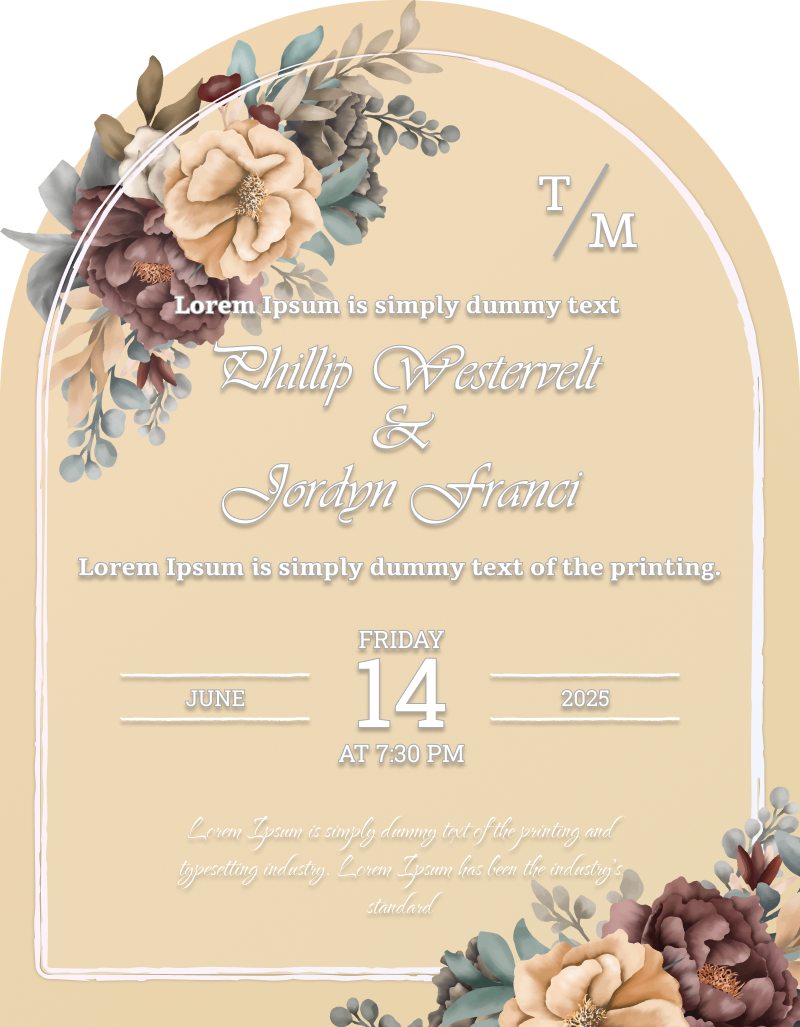 T/M
Lorem Ipsum is simply dummy text
Phillip Westervelt
&
Jordyn Franci
Lorem Ipsum is simply dummy text of the printing.
FRIDAY
14
JUNE
2025
AT 7:30 PM
Lorem Ipsum is simply dummy text of the printing and
typesetting industry. Lorem Ipsum has been the industry's
standard